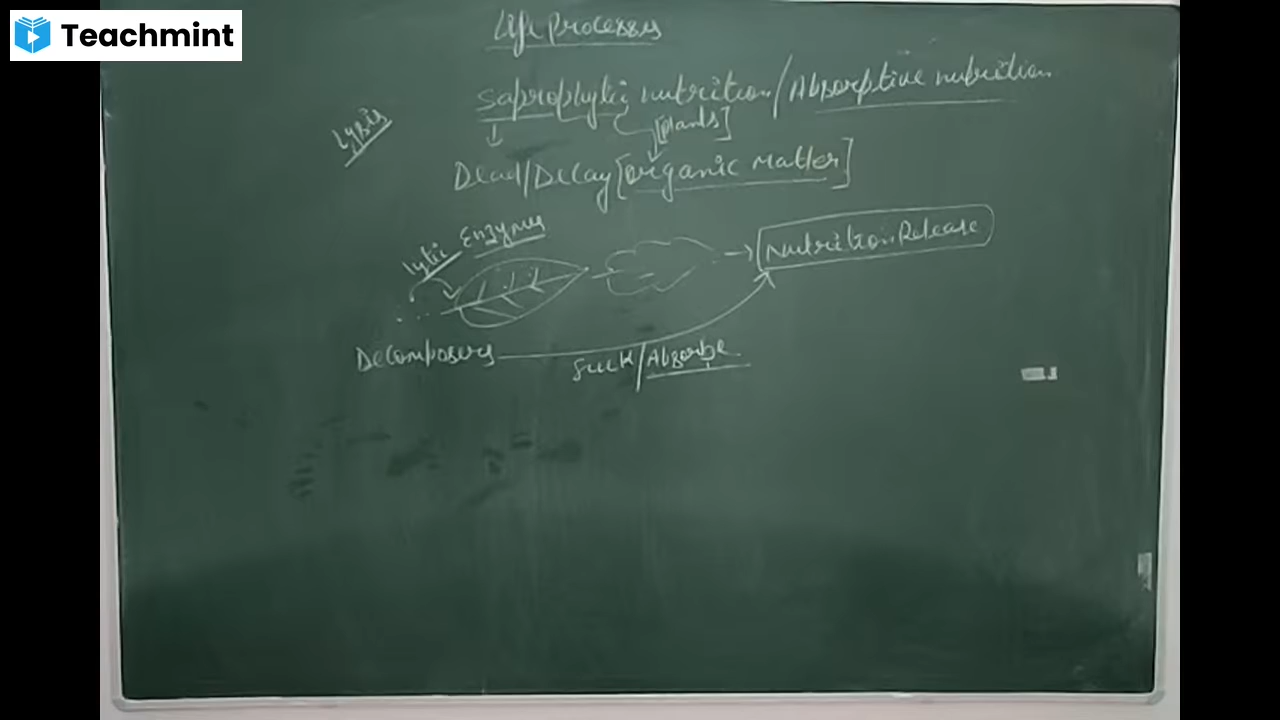 Teachmint
Life Processes
Saprophytic nutrition/Absorptive nutrition
Lysis
[plants]
Dead/Decay[organic Matter]
Lytic Enzymes
Nutrition Release
Decomposers
Suck/Absorbe